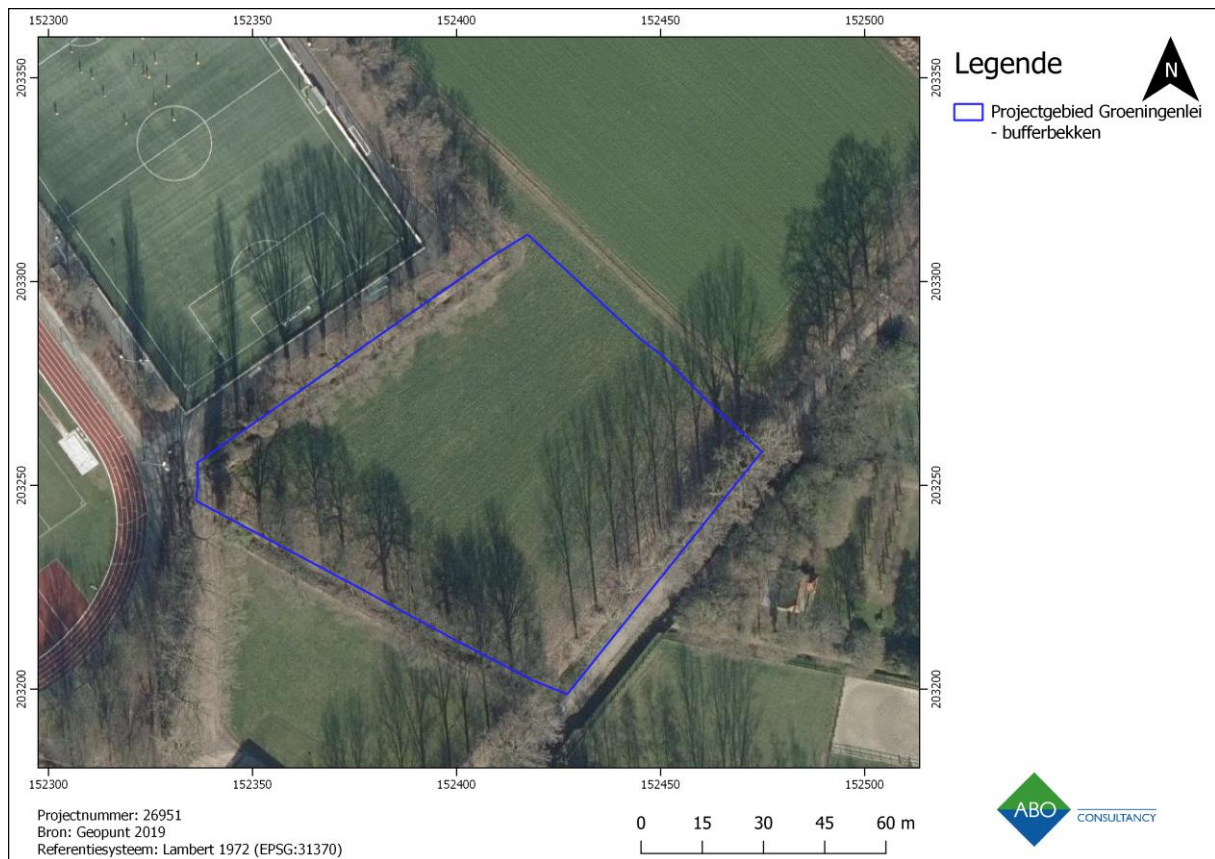 152300 152350 152400 152450 152500
203350 203350
203300 203300
203250 203250
203200 203200
152300 152350 152400 152450 152500
Legende
N
Projectgebied Groeningenlei
- bufferbekken
Projectnummer: 26951
Bron: Geopunt 2019
Referentiesysteem: Lambert 1972 (EPSG:31370)
0 15 30 45 60 m
ABO
CONSULTANCY